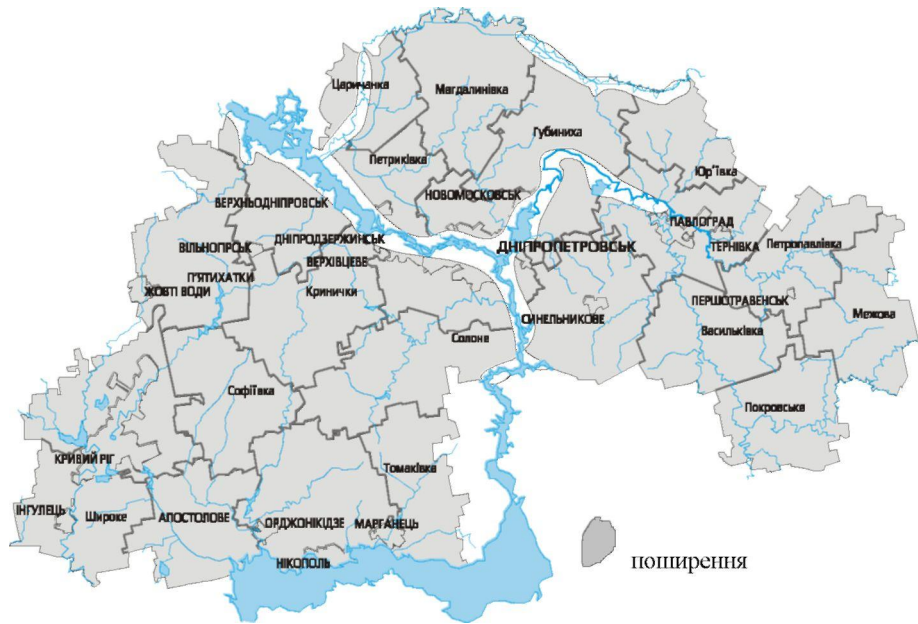 Царичанка
Магдалинівка
Губиниха
Петриківка
Юр'ївка
НОВОМОСКОВСЬК
ВЕРХНЬОДНІПРОВСЬК
ПАВЛОГРАД
ДНІПРОДЗЕРЖИНСЬК
ДНІПРОПЕТРОВСЬК
ТЕРНІВКА
Петропавлівка
ВІЛЬНОГІРСЬК
ВЕРХІВЦЕВЕ
П'ЯТИХАТКИ
ЖОВТІ ВОДИ
Кринички
ПЕРШОТРАВЕНСЬК
Межова
СИНЕЛЬНИКОВЕ
Васильківка
Солоне
Софіївка
Покровське
КРИВИЙ РІГ
Томаківка
ІНГУЛЕЦЬ
Широке
АПОСТОЛОВЕ
ОРДЖОНІКІДЗЕ
МАРГАНЕЦЬ
НІКОПОЛЬ
поширення